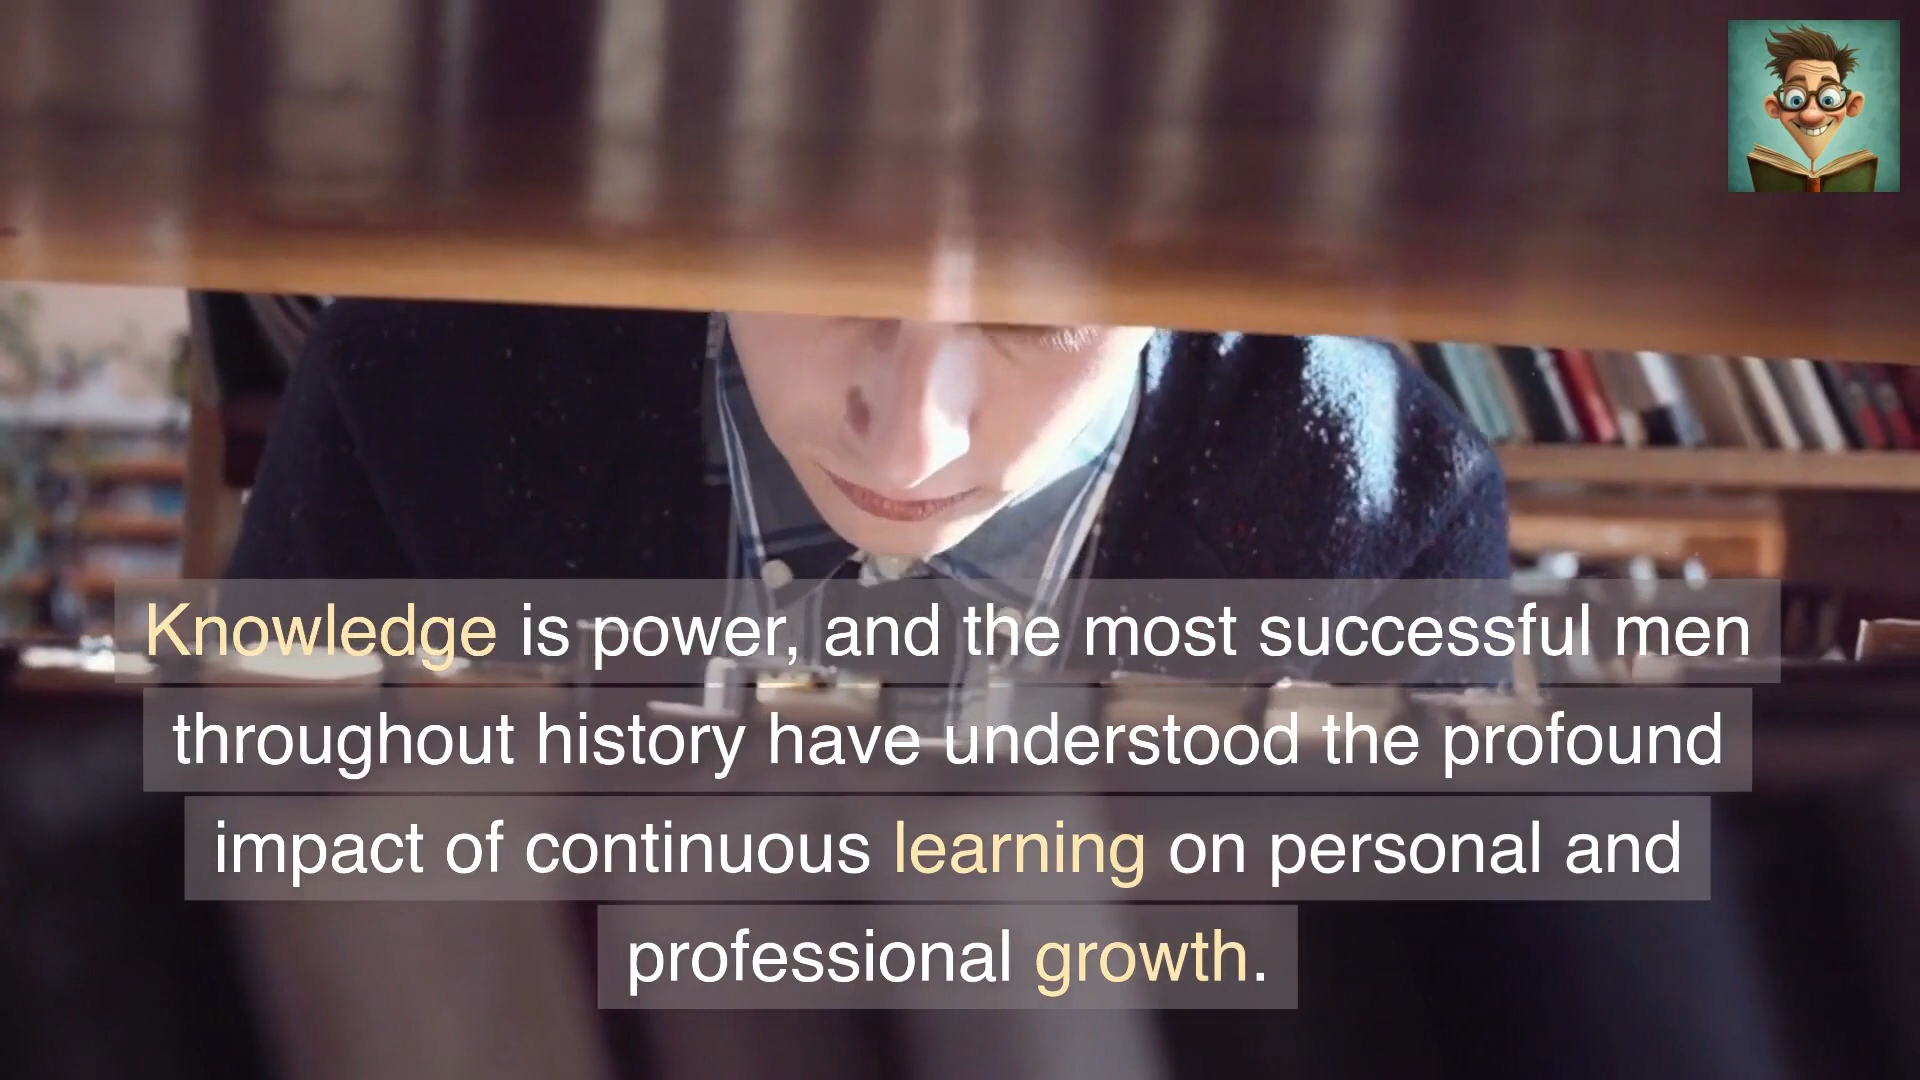 Knowledge is power, and the most successful men
throughout history have understood the profound
impact of continuous learning on personal and
professional growth.